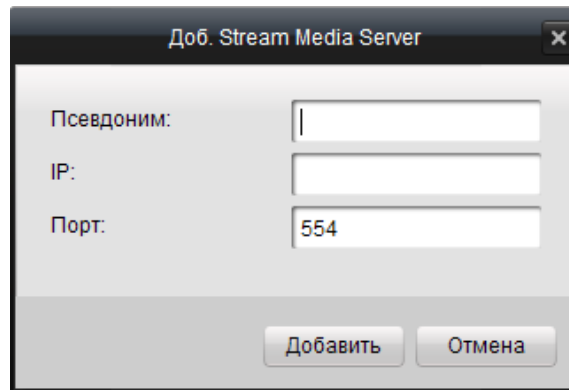 Доб. Stream Media Server
Псевдоним:
IP:
Порт: 554
Добавить Отмена